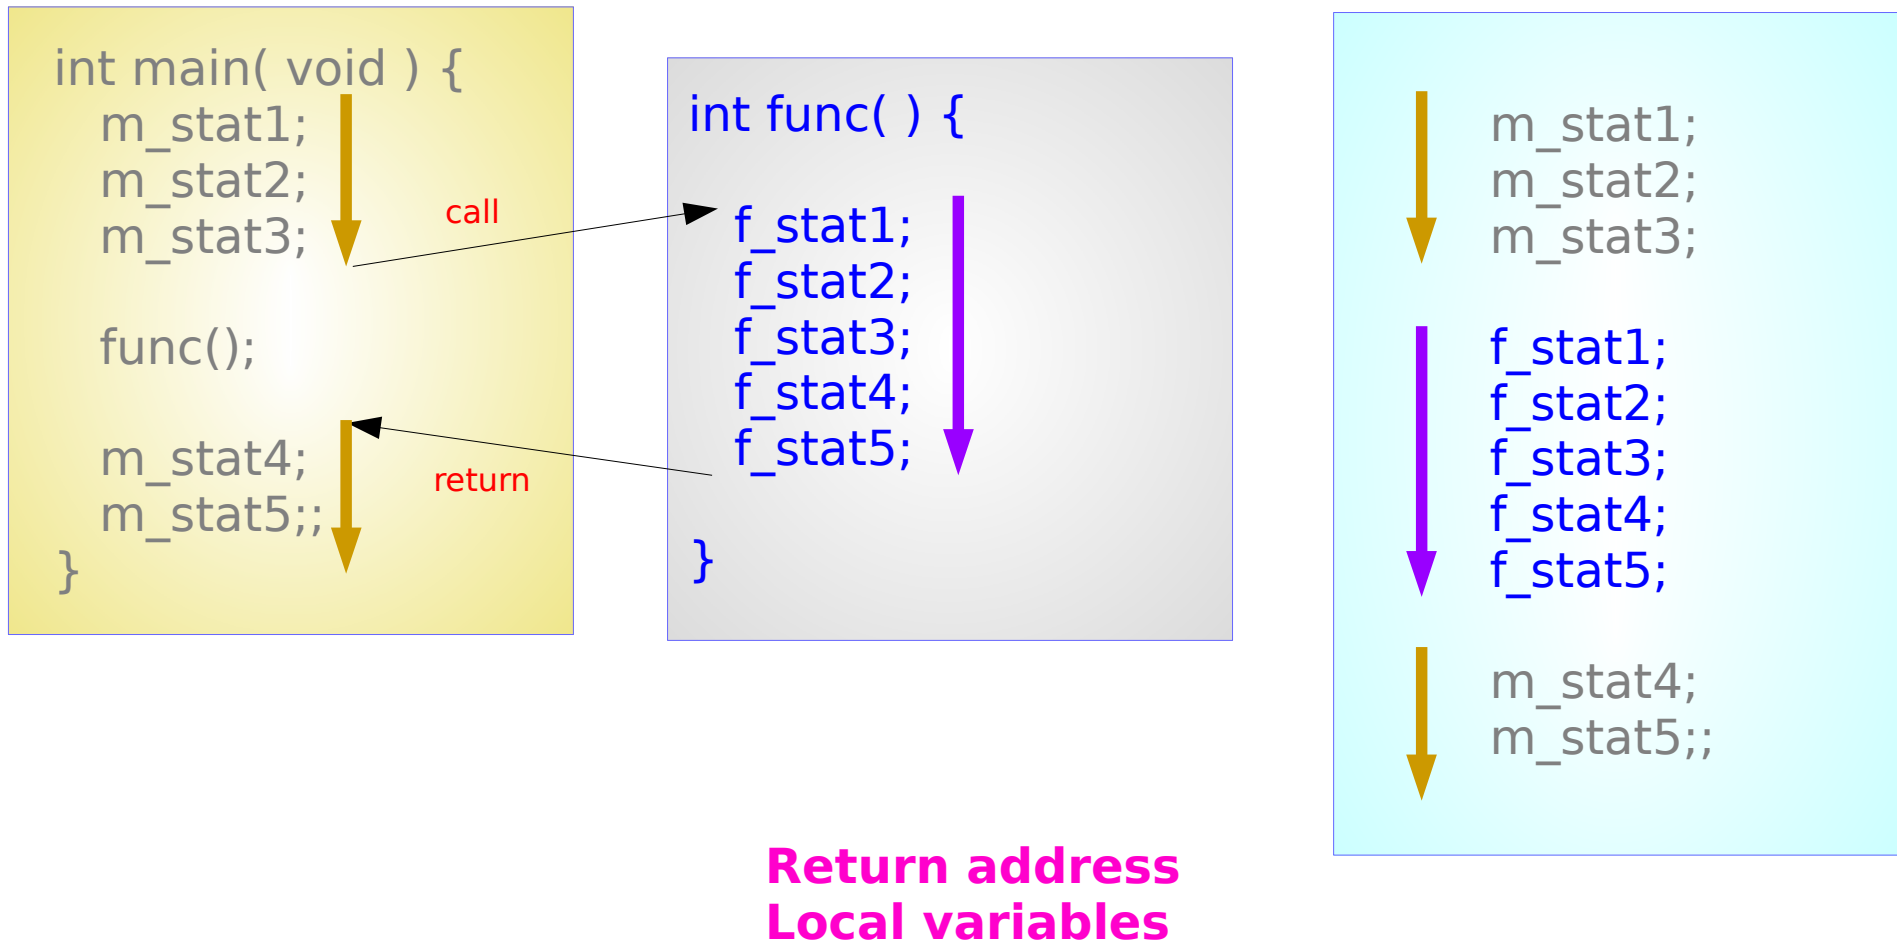 int main( void ) {
m_stat1;
m_stat2;
m_stat3;
func();
m_stat4;
m_stat5;;
}
call
return
int func( ) {
f_stat1;
f_stat2;
f_stat3;
f_stat4;
f_stat5;
}
m_stat1;
m_stat2;
m_stat3;
f_stat1;
f_stat2;
f_stat3;
f_stat4;
f_stat5;
m_stat4;
m_stat5;;
Return address
Local variables